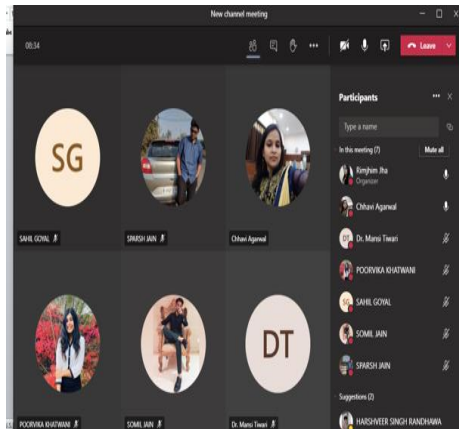 New channel meeting
08:34
Leave
SG
SAHIL GOYAL
SPARSH JAIN
Chhavi Agarwal
POORVIKA KHATWANI
SOMIL JAIN
DT
Dr. Mansi Tiwari
Participants
Type a name
In this meeting (7)
Mute all
Rimjhim Jha
Organizer
Chhavi Agarwal
DT
Dr. Mansi Tiwari
POORVIKA KHATWANI
SG
SAHIL GOYAL
SOMIL JAIN
SPARSH JAIN
Suggestions (2)
HARSHVEER SINGH RANDHAWA